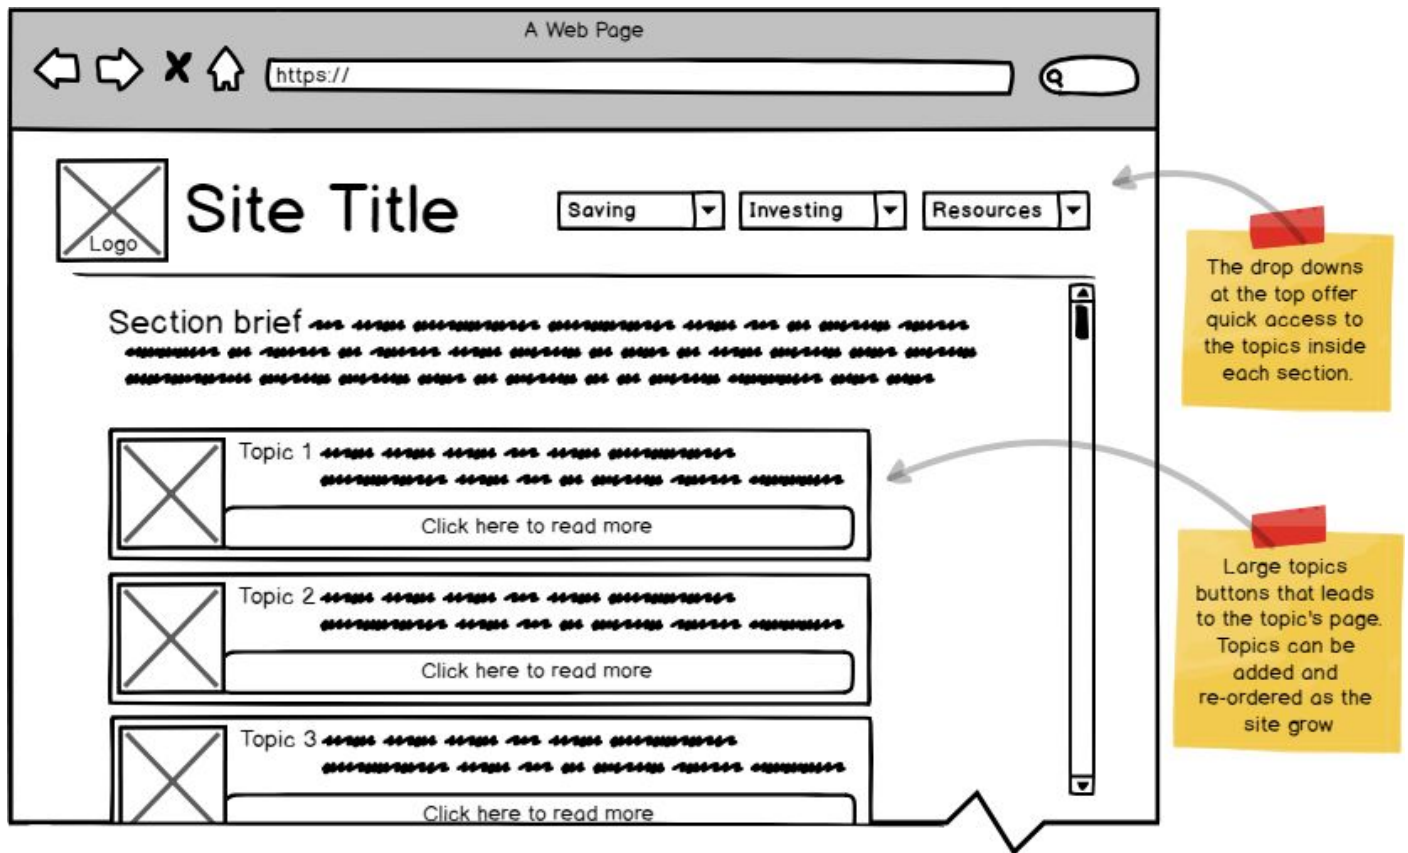 A Web Page
https://
Logo
Site Title
Saving
Investing
Resources
The drop downs
at the top offer
quick access to
the topics inside
each section.
Section brief
Topic 1
Click here to read more
Topic 2
Click here to read more
Topic 3
Click here to read more
Large topics
buttons that leads
to the topic's page.
Topics can be
added and
re-ordered as the
site grow